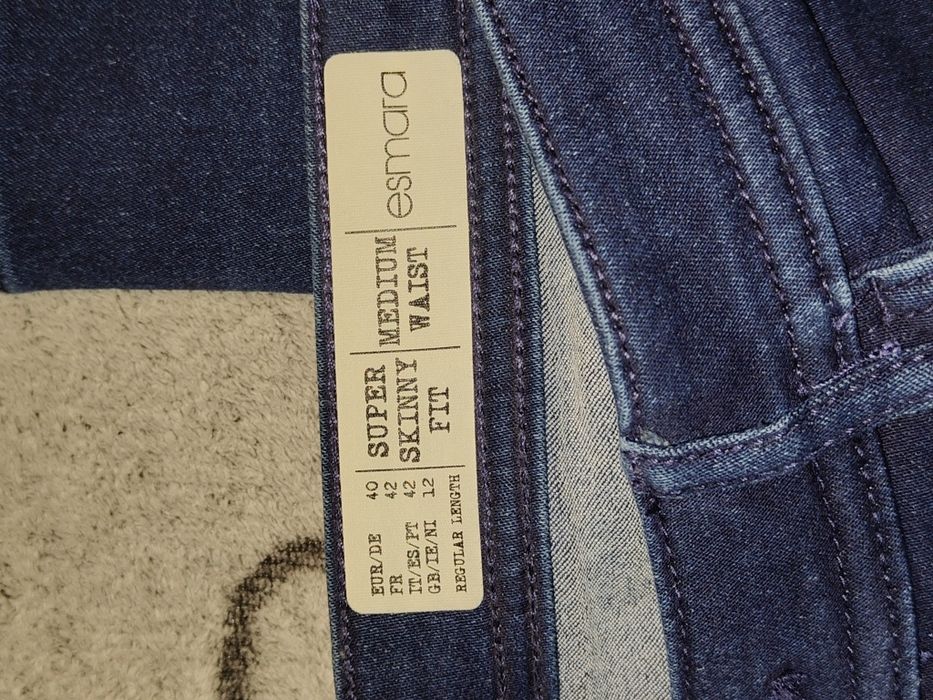 EUR/DE 40
FR 42
IT/ES/PT 42
GB/IE/NI 12
REGULAR LENGTH
SUPER
SKINNY
FIT
MEDIUM
WAIST
esmara